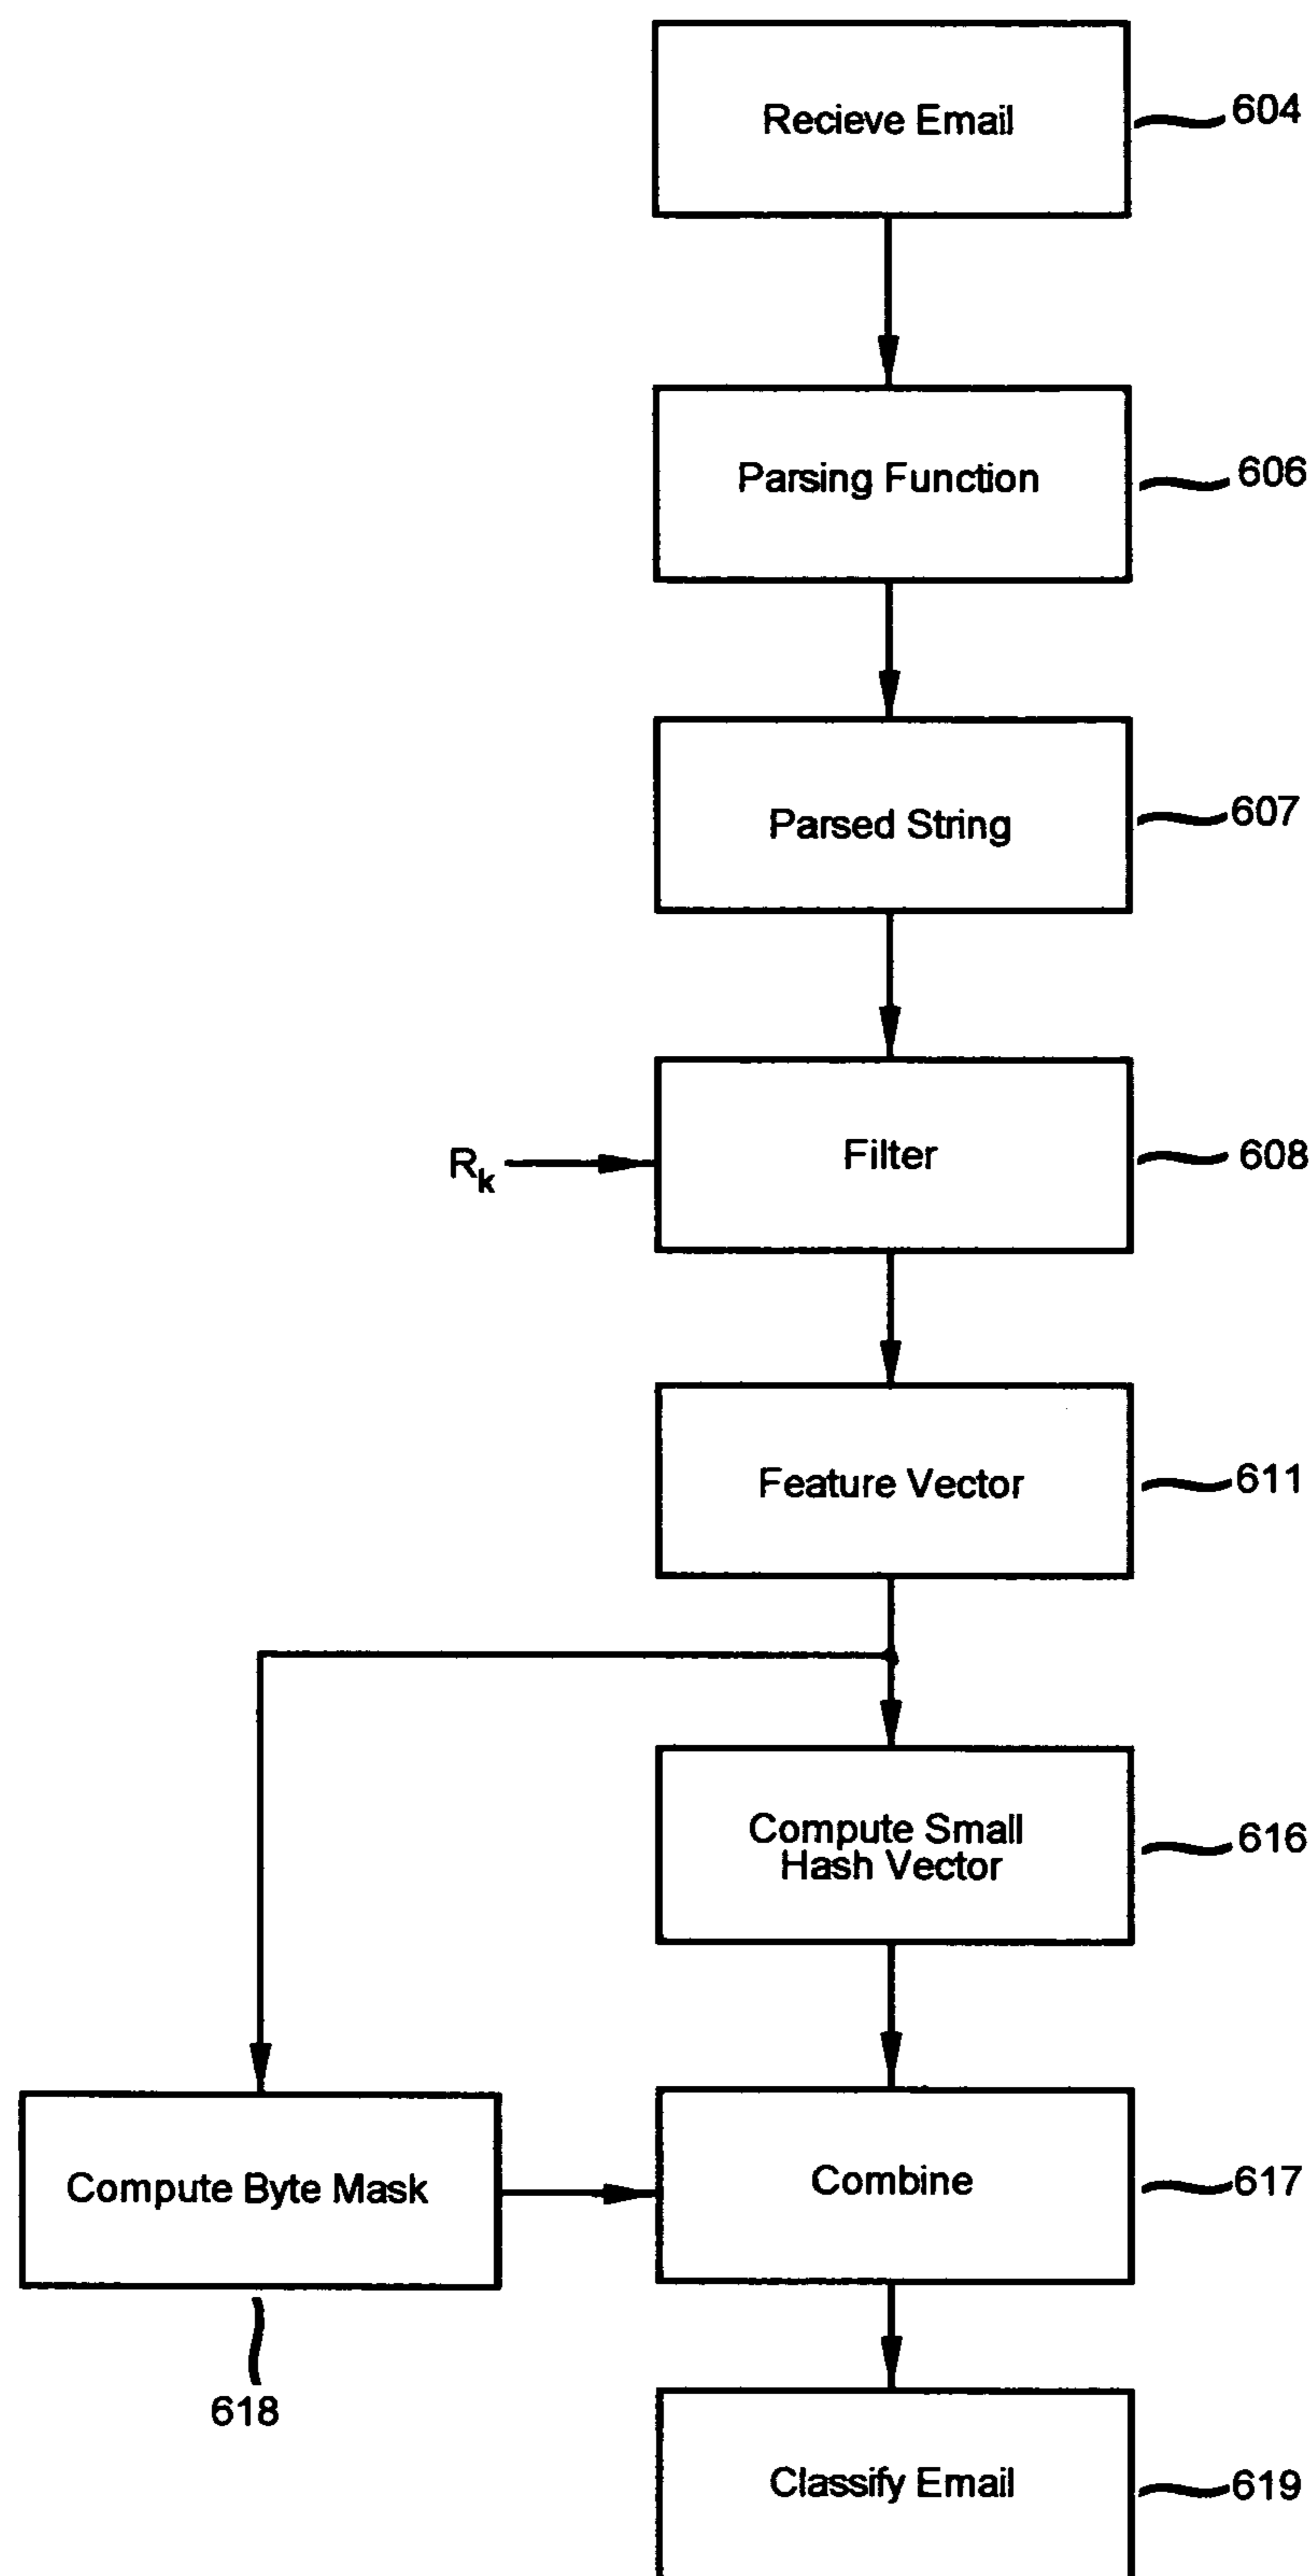 Recieve Email
604
Parsing Function
606
Parsed String
607
R_k
Filter
608
Feature Vector
611
Compute Small
Hash Vector
616
Compute Byte Mask
618
Combine
617
Classify Email
619